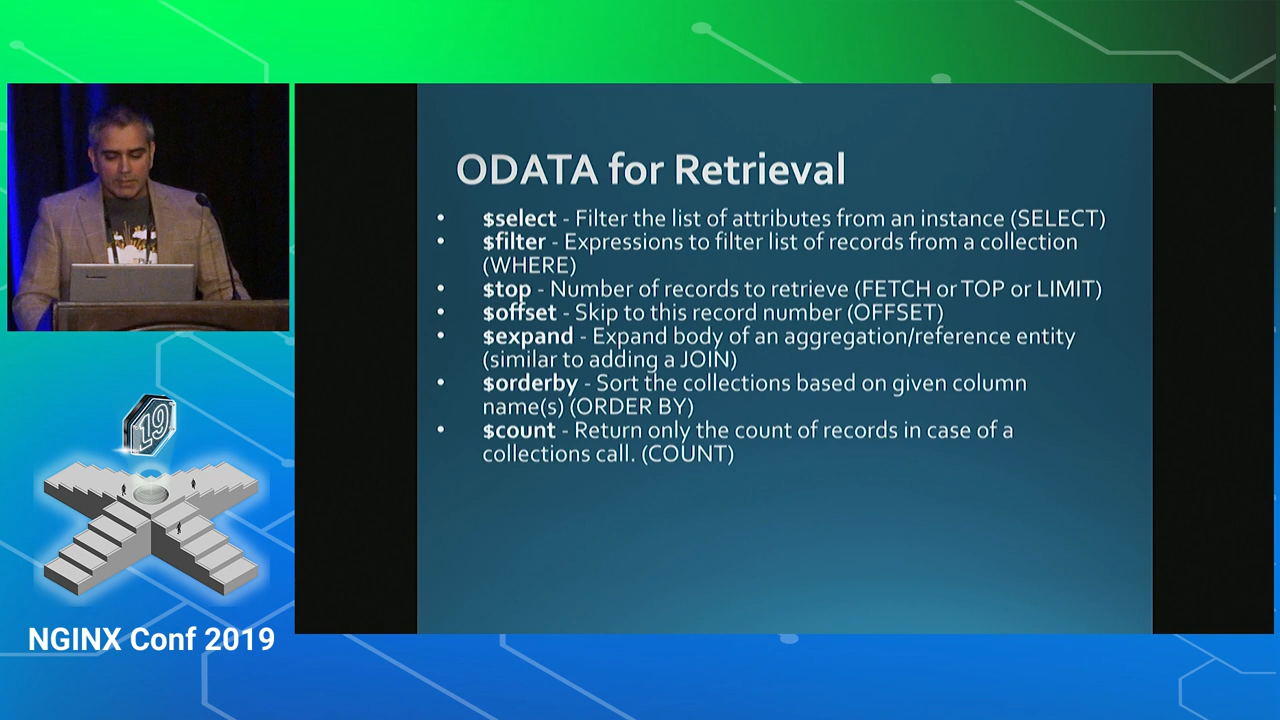 ODATA for Retrieval
• $select - Filter the list of attributes from an instance (SELECT)
• $filter - Expressions to filter list of records from a collection
(WHERE)
• $top - Number of records to retrieve (FETCH or TOP or LIMIT)
• $offset - Skip to this record number (OFFSET)
• $expand - Expand body of an aggregation/reference entity
(similar to adding a JOIN)
• $orderby - Sort the collections based on given column
name(s) (ORDER BY)
• $count - Return only the count of records in case of a
collections call. (COUNT)
19
NGINX Conf 2019